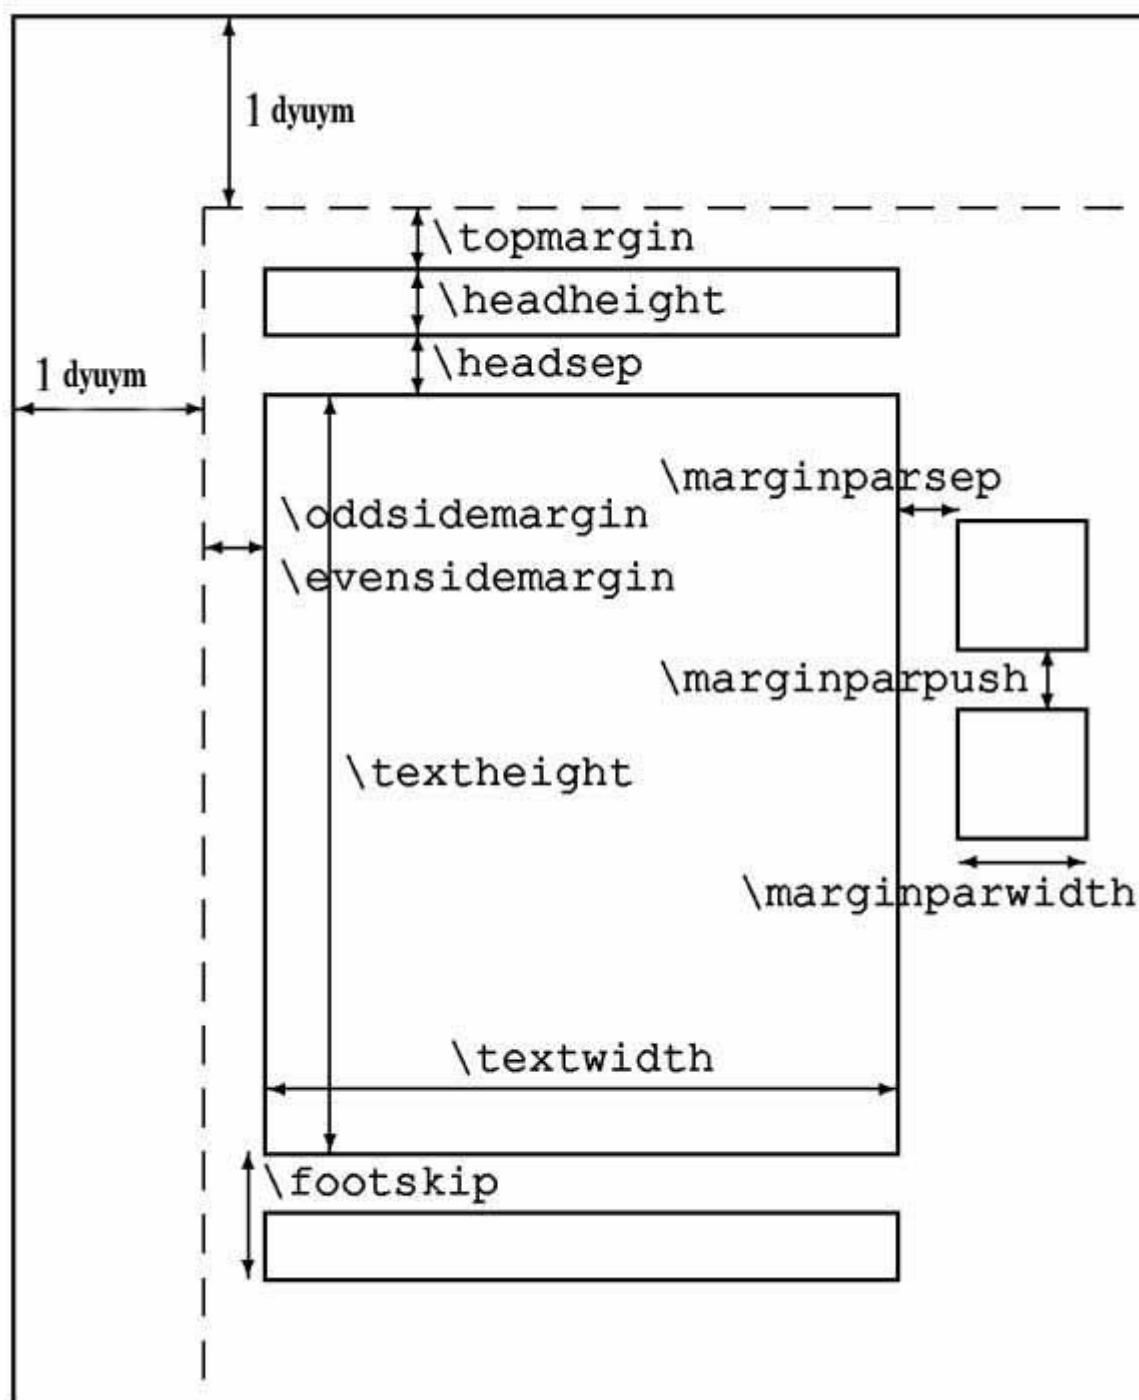 1 dyuym
\topmargin
\headheight
\headsep
1 dyuym
\marginparsep
\oddsidemargin
\evensidemargin
\marginparpush
\textheight
\marginparwidth
\textwidth
\footskip